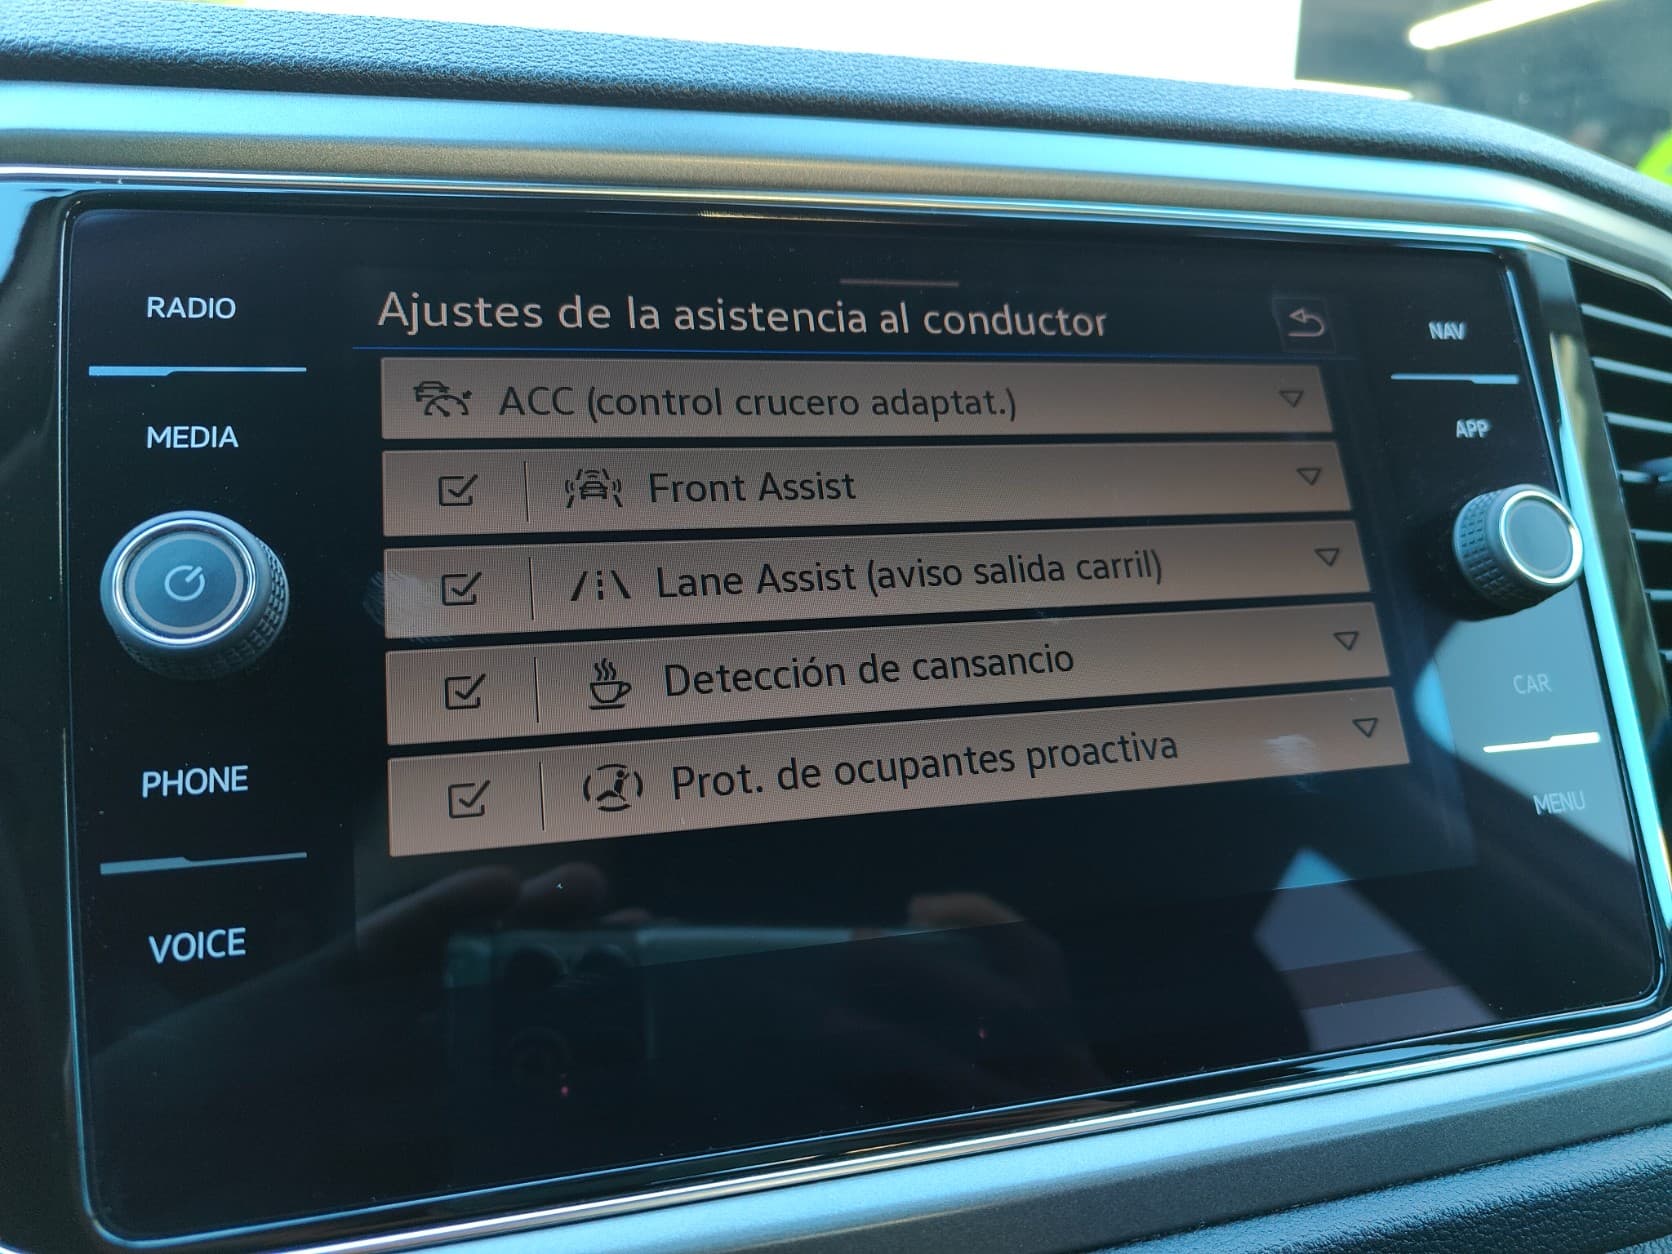 RADIO
MEDIA
PHONE
VOICE
Ajustes de la asistencia al conductor
ACC (control crucero adaptat.)
Front Assist
Lane Assist (aviso salida carril)
Detección de cansancio
Prot. de ocupantes proactiva
NAV
APP
CAR
MENU